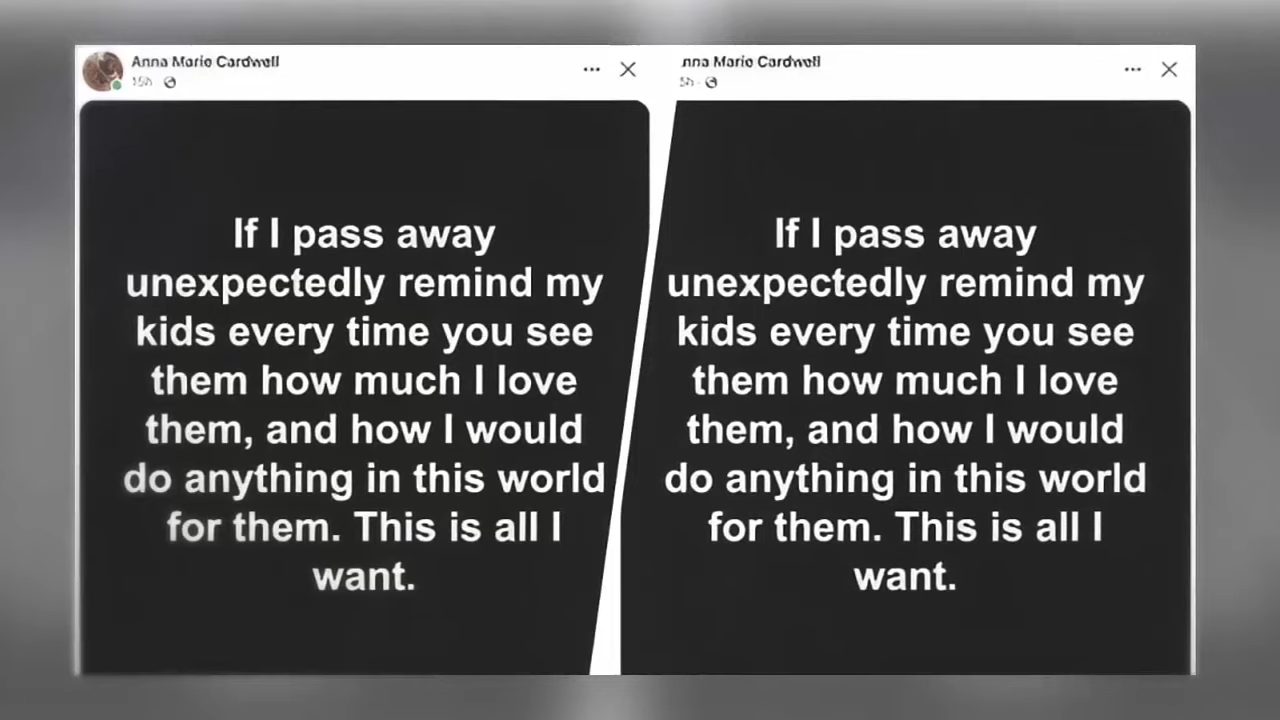 Anna Marie Cardwell
15h
If I pass away
unexpectedly remind my
kids every time you see
them how much I love
them, and how I would
do anything in this world
for them. This is all I
want.
nna Marie Cardwell
5h
If I pass away
unexpectedly remind my
kids every time you see
them how much I love
them, and how I would
do anything in this world
for them. This is all I
want.